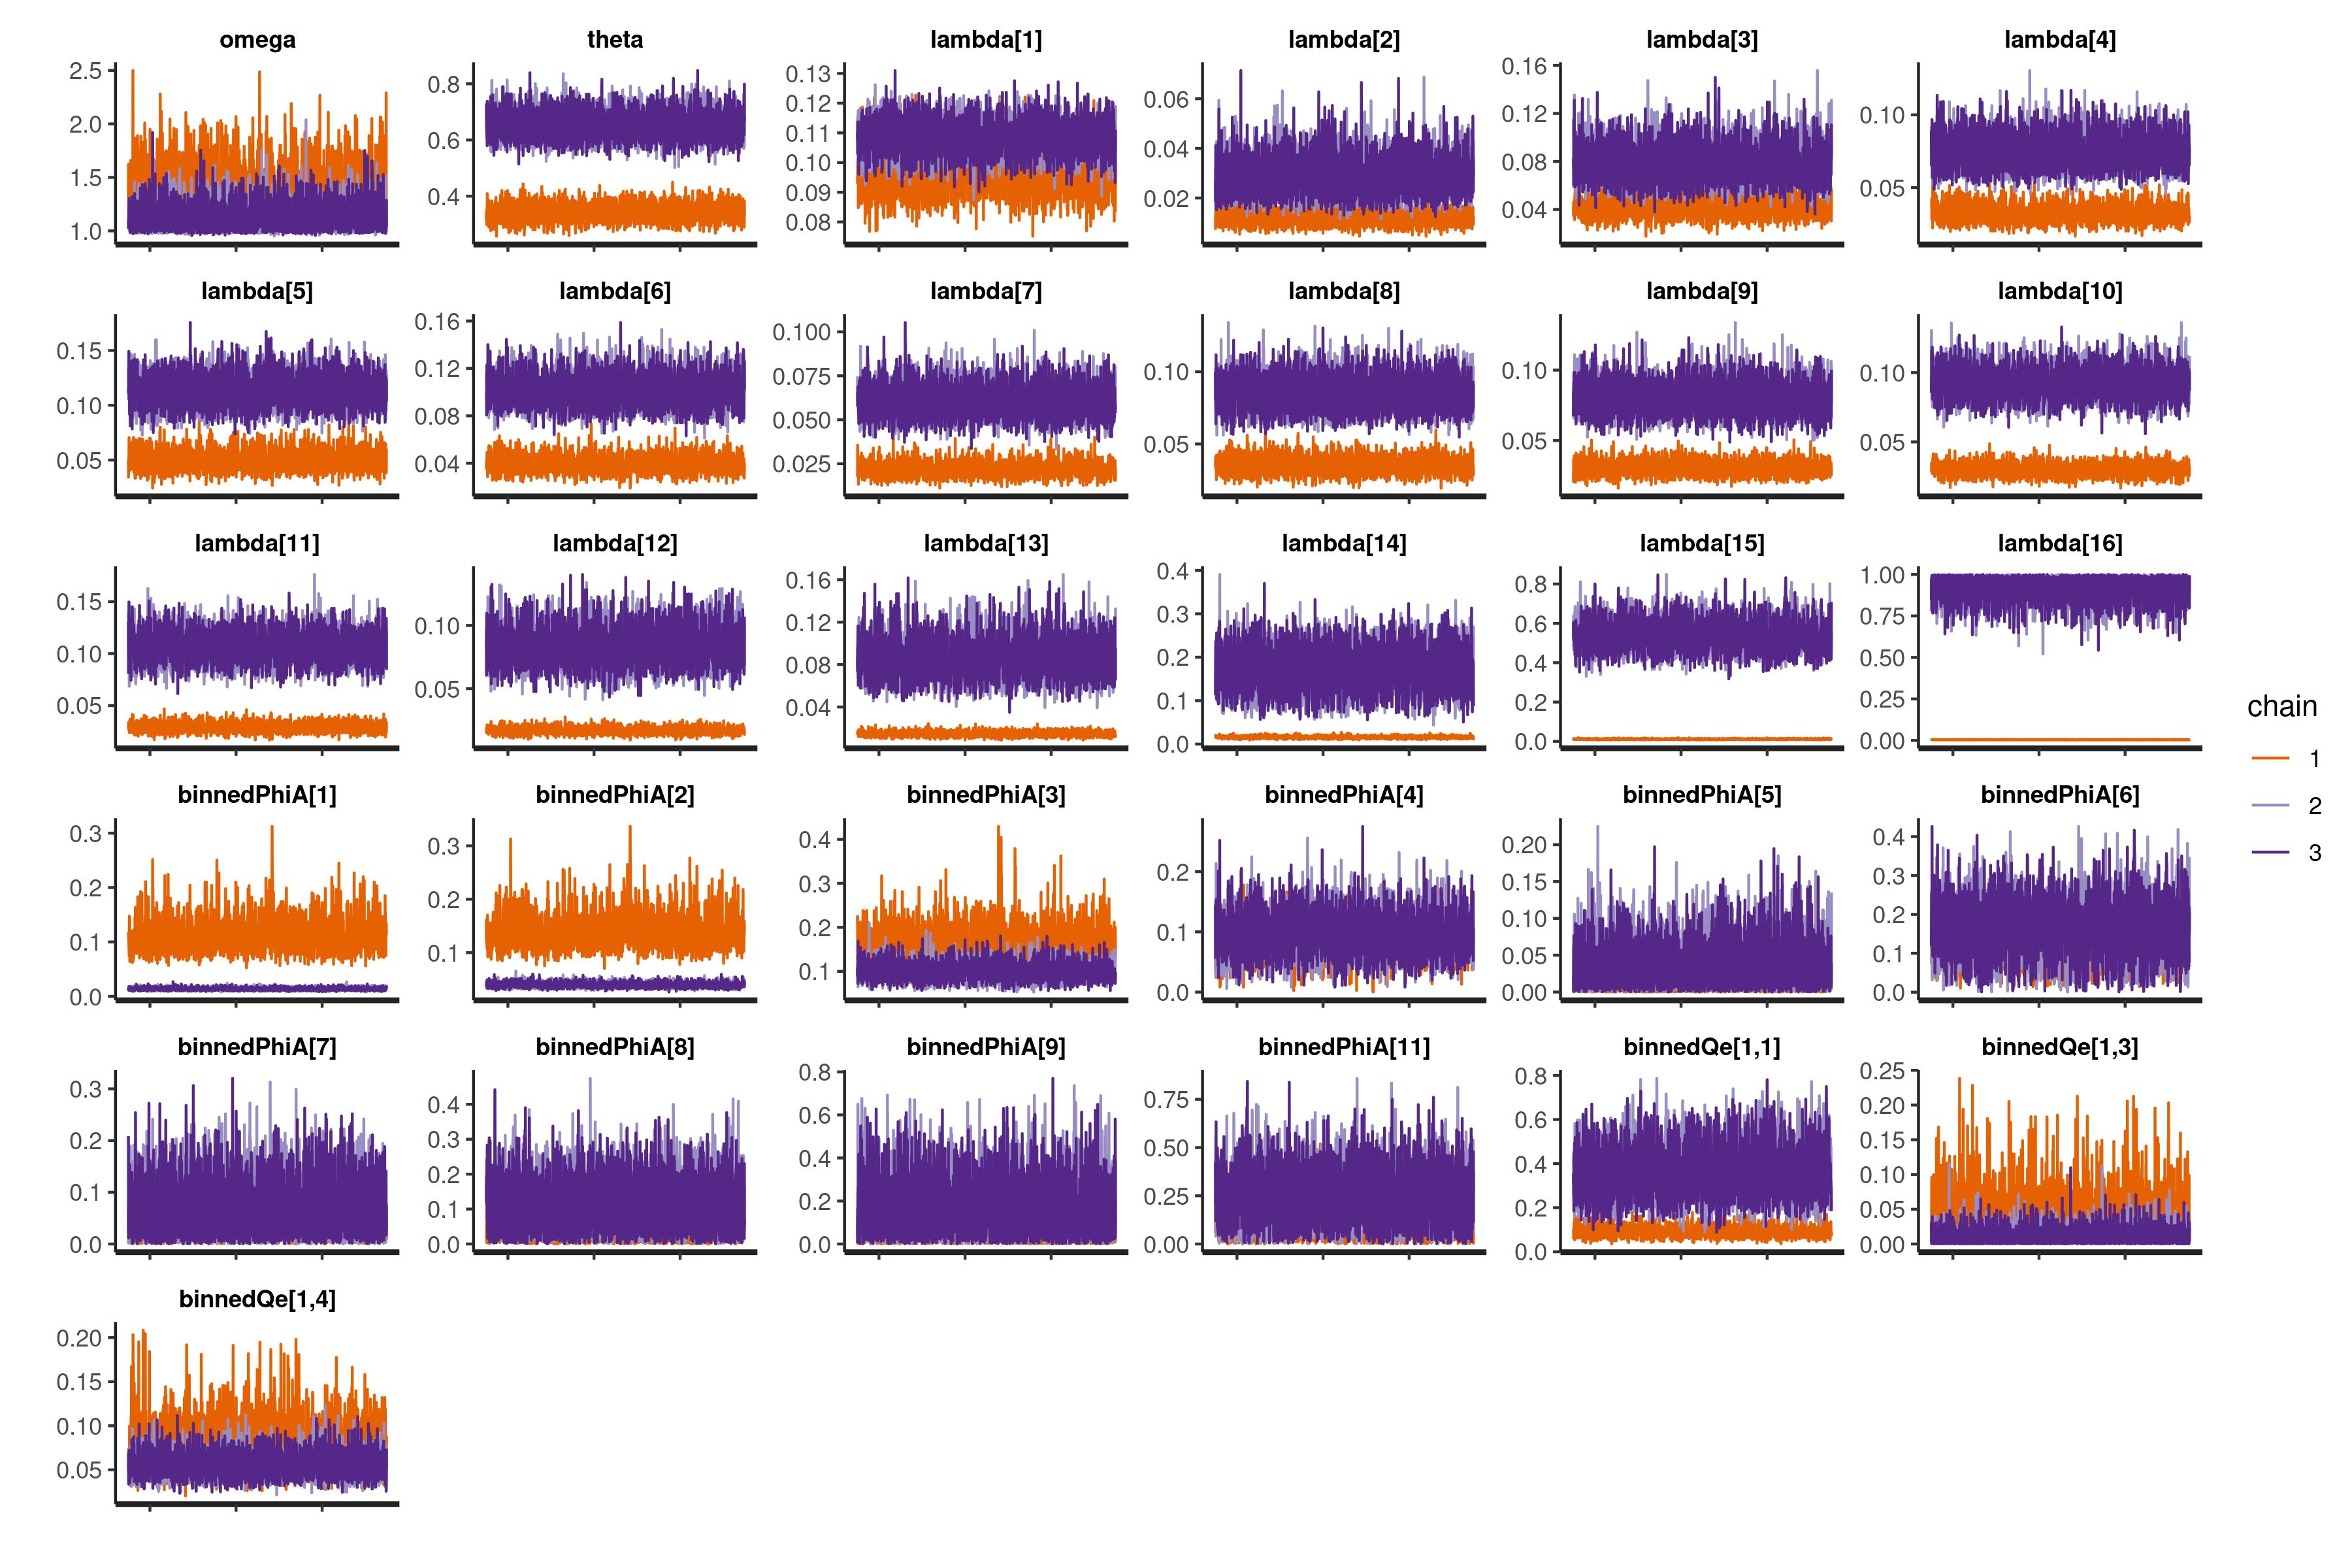 omega theta lambda[1] lambda[2] lambda[3] lambda[4]
2.5 2.0 1.5 1.0
0.8 0.6 0.4
0.13 0.12 0.11 0.10 0.09 0.08
0.06 0.04 0.02
0.16 0.12 0.08 0.04
0.10 0.05
lambda[5] lambda[6] lambda[7] lambda[8] lambda[9] lambda[10]
0.15 0.10 0.05
0.16 0.12 0.08 0.04
0.100 0.075 0.050 0.025
0.10 0.05
0.10 0.05
0.10 0.05
lambda[11] lambda[12] lambda[13] lambda[14] lambda[15] lambda[16]
0.15 0.10 0.05
0.10 0.05
0.16 0.12 0.08 0.04
0.4 0.3 0.2 0.1 0.0
0.8 0.6 0.4 0.2 0.0
1.00 0.75 0.50 0.25 0.00
chain
1
2
3
binnedPhiA[1] binnedPhiA[2] binnedPhiA[3] binnedPhiA[4] binnedPhiA[5] binnedPhiA[6]
0.3 0.2 0.1 0.0
0.3 0.2 0.1
0.4 0.3 0.2 0.1
0.2 0.1 0.0
0.20 0.15 0.10 0.05 0.00
0.4 0.3 0.2 0.1 0.0
binnedPhiA[7] binnedPhiA[8] binnedPhiA[9] binnedPhiA[11] binnedQe[1,1] binnedQe[1,3]
0.3 0.2 0.1 0.0
0.4 0.3 0.2 0.1 0.0
0.8 0.6 0.4 0.2 0.0
0.75 0.50 0.25 0.00
0.8 0.6 0.4 0.2 0.0
0.25 0.20 0.15 0.10 0.05 0.00
binnedQe[1,4]
0.20 0.15 0.10 0.05